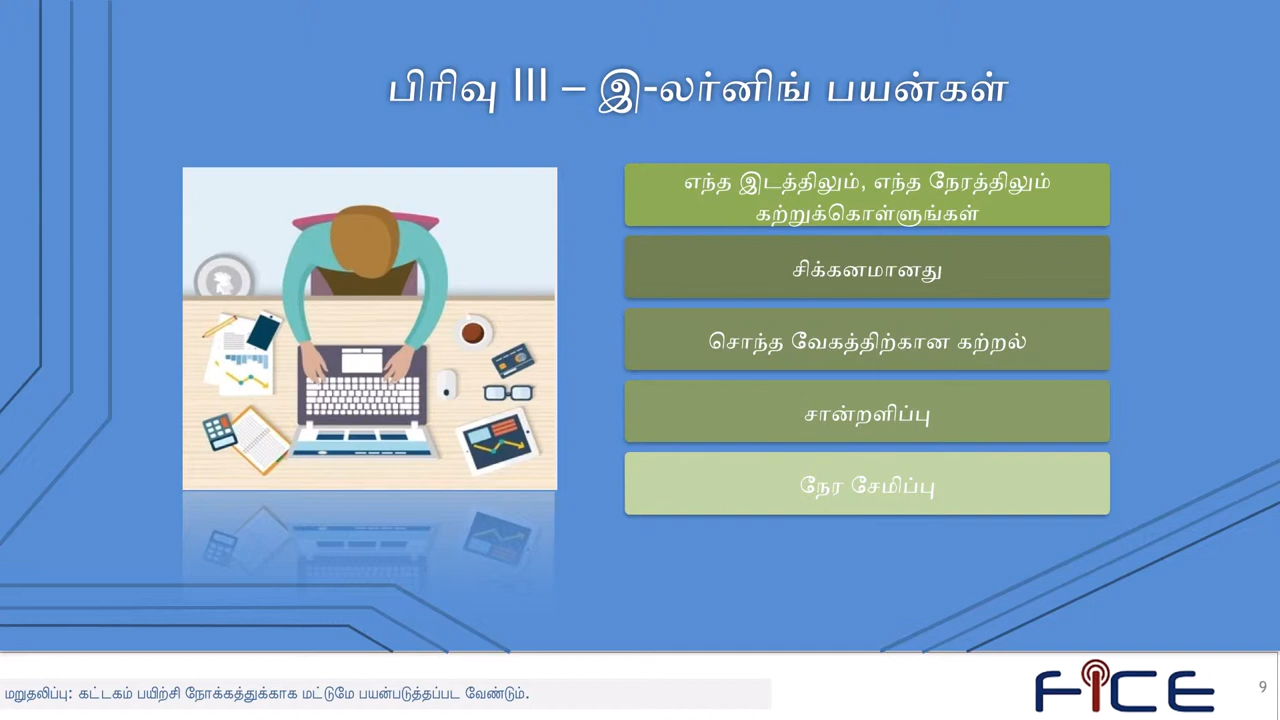 பிரிவு III – இ-லர்னிங் பயன்கள்
எந்த இடத்திலும், எந்த நேரத்திலும்
கற்றுக்கொள்ளுங்கள்
சிக்கனமானது
சொந்த வேகத்திற்கான கற்றல்
சான்றளிப்பு
நேர சேமிப்பு
மறுதலிப்பு: கட்டகம் பயிற்சி நோக்கத்துக்காக மட்டுமே பயன்படுத்தப்பட வேண்டும்.
FICE
9